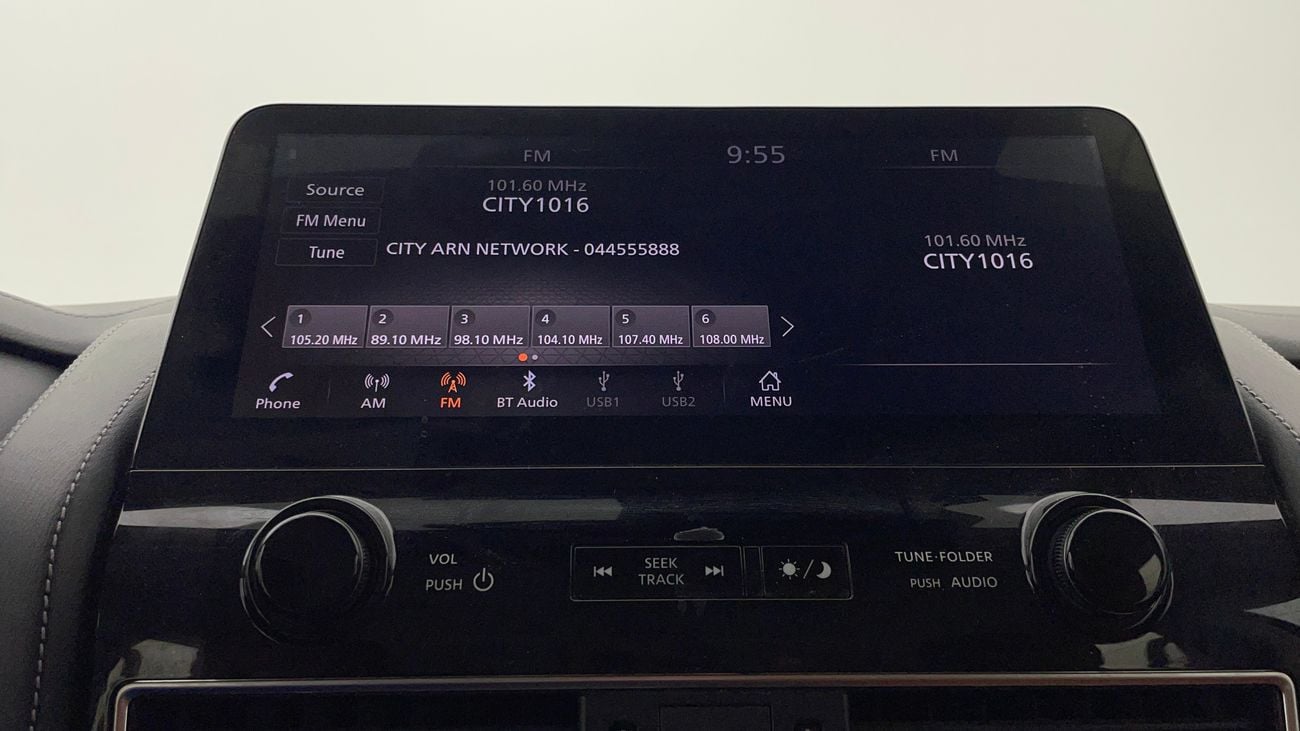 FM 9:55 FM
Source
101.60 MHz
CITY1016
FM Menu
Tune
CITY ARN NETWORK - 044555888
101.60 MHz
CITY1016
1 2 3 4 5 6
105.20 MHz 89.10 MHz 98.10 MHz 104.10 MHz 107.40 MHz 108.00 MHz
Phone AM FM BT Audio USB1 USB2 MENU
VOL
PUSH
SEEK
TRACK
TUNE·FOLDER
PUSH AUDIO